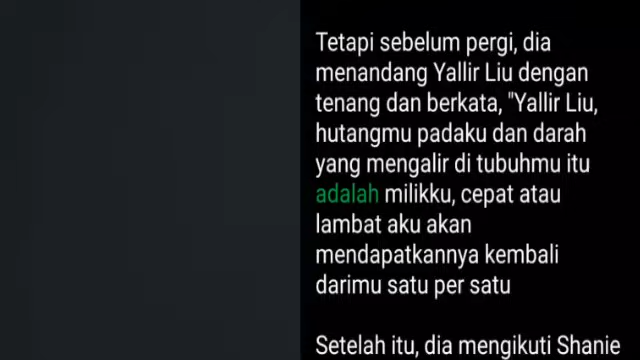 Tetapi sebelum pergi, dia
menandang Yallir Liu dengan
tenang dan berkata, "Yallir Liu,
hutangmu padaku dan darah
yang mengalir di tubuhmu itu
adalah milikku, cepat atau
lambat aku akan
mendapatkannya kembali
darimu satu per satu
Setelah itu, dia mengikuti Shanie